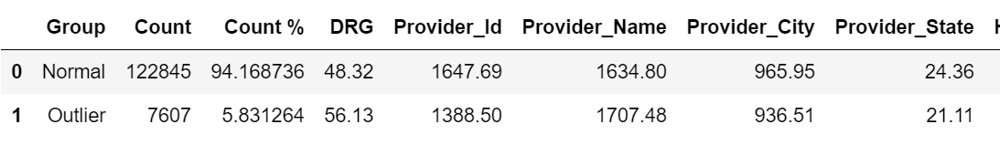 Group Count Count % DRG Provider_Id Provider_Name Provider_City Provider_State
0 Normal 122845 94.168736 48.32 1647.69 1634.80 965.95 24.36
1 Outlier 7607 5.831264 56.13 1388.50 1707.48 936.51 21.11